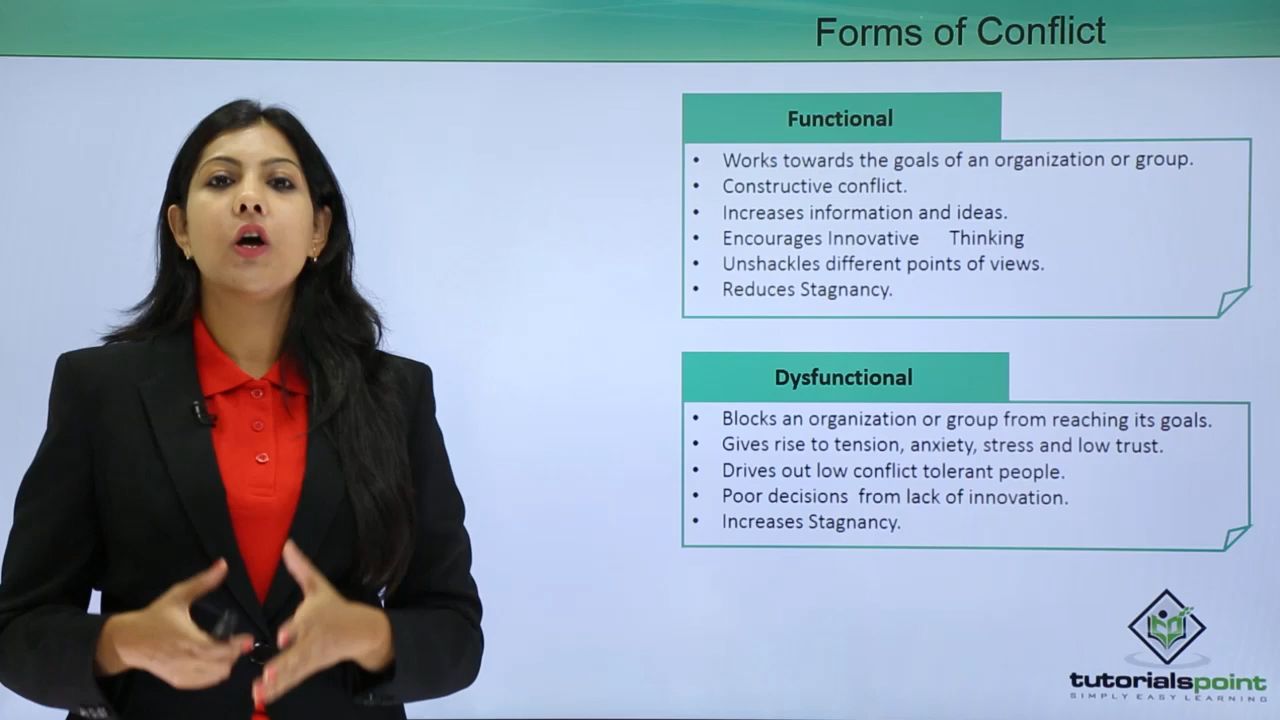 Forms of Conflict
Functional
• Works towards the goals of an organization or group.
• Constructive conflict.
• Increases information and ideas.
• Encourages Innovative Thinking
• Unshackles different points of views.
• Reduces Stagnancy.
Dysfunctional
• Blocks an organization or group from reaching its goals.
• Gives rise to tension, anxiety, stress and low trust.
• Drives out low conflict tolerant people.
• Poor decisions from lack of innovation.
• Increases Stagnancy.
tutorialspoint
SIMPLY EASY LEARNING